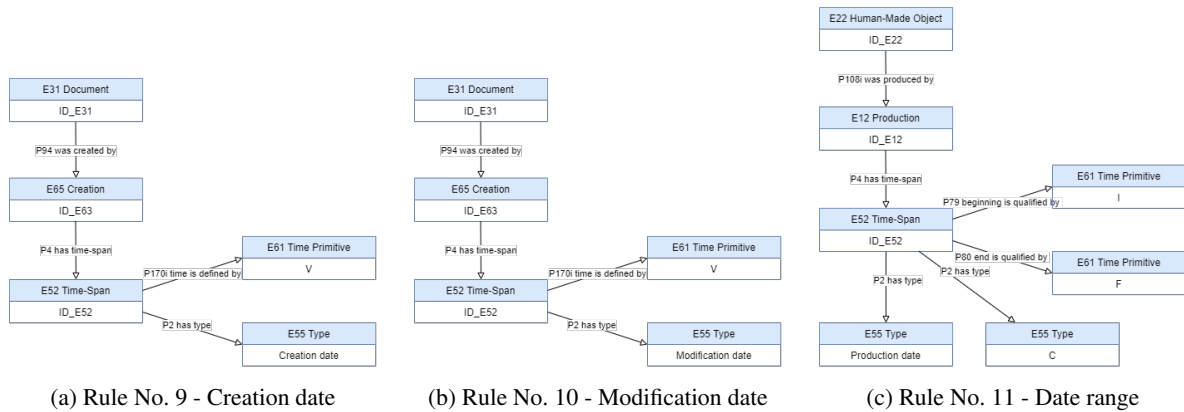 E31 Document
ID_E31
P94 was created by
E65 Creation
ID_E63
P4 has time-span
E61 Time Primitive
V
P170i time is defined by
E52 Time-Span
ID_E52
P2 has type
E55 Type
Creation date
(a) Rule No. 9 - Creation date
E31 Document
ID_E31
P94 was created by
E65 Creation
ID_E63
P4 has time-span
E61 Time Primitive
V
P170i time is defined by
E52 Time-Span
ID_E52
P2 has type
E55 Type
Modification date
(b) Rule No. 10 - Modification date
E22 Human-Made Object
ID_E22
P108i was produced by
E12 Production
ID_E12
P4 has time-span
E61 Time Primitive
I
P79 beginning is qualified by
E52 Time-Span
ID_E52
P80 end is qualified by
E61 Time Primitive
F
P2 has type
P2 has type
E55 Type
Production date
E55 Type
C
(c) Rule No. 11 - Date range